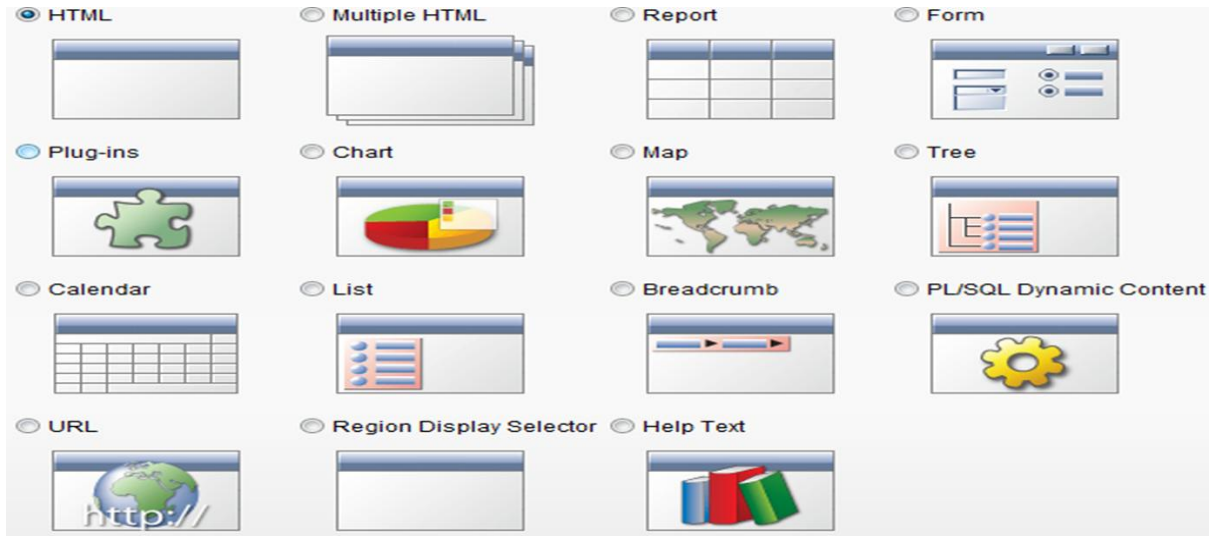 HTML
Multiple HTML
Report
Form
Plug-ins
Chart
Map
Tree
Calendar
List
Breadcrumb
PL/SQL Dynamic Content
URL
Region Display Selector
Help Text
http://